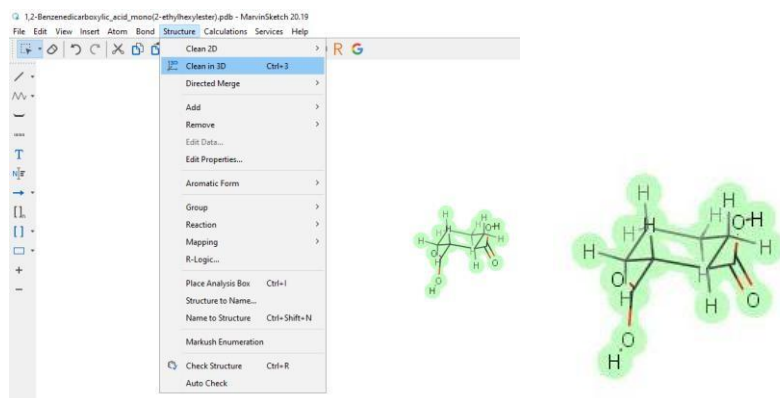 1,2-Benzenedicarboxylic_acid_mono(2-ethylhexylester).pdb - MarvinSketch 20.19
File Edit View Insert Atom Bond Structure Calculations Services Help
R
Clean 2D
Clean in 3D Ctrl+3
Directed Merge
Add
Remove
Edit Data...
Edit Properties...
Aromatic Form
Group
Reaction
Mapping
R-Logic...
Place Analysis Box Ctrl+I
Structure to Name...
Name to Structure Ctrl+Shift+N
Markush Enumeration
Check Structure Ctrl+R
Auto Check
T
H
H
H
H
O-H
H
H
O
H
H
O
O
H
H
H
H
H
O-H
H
H
H
O
H
H
O
O
H